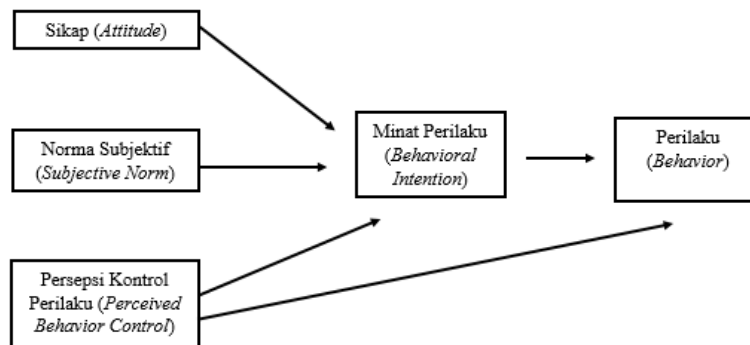 Sikap (Attitude)
Norma Subjektif
(Subjective Norm)
Persepsi Kontrol
Perilaku (Perceived
Behavior Control)
Minat Perilaku
(Behavioral
Intention)
Perilaku
(Behavior)